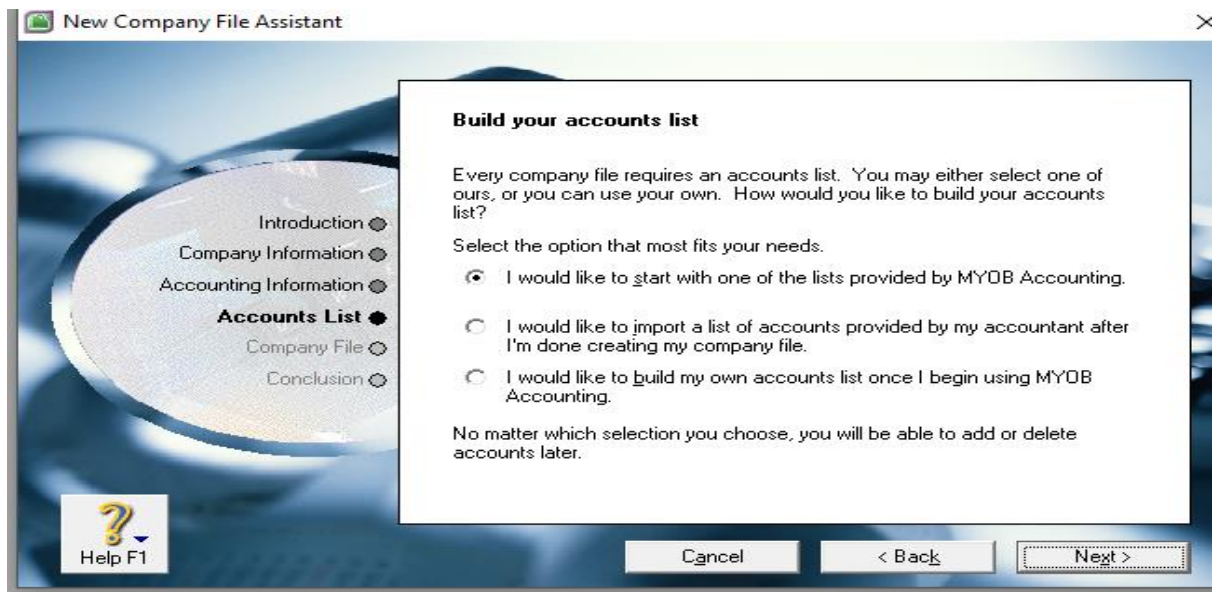 New Company File Assistant
Build your accounts list
Every company file requires an accounts list. You may either select one of
ours, or you can use your own. How would you like to build your accounts
list?
Select the option that most fits your needs.
I would like to start with one of the lists provided by MYOB Accounting.
I would like to import a list of accounts provided by my accountant after
I'm done creating my company file.
I would like to build my own accounts list once I begin using MYOB
Accounting.
No matter which selection you choose, you will be able to add or delete
accounts later.
Introduction
Company Information
Accounting Information
Accounts List
Company File
Conclusion
Help F1
Cancel
< Back
Next >